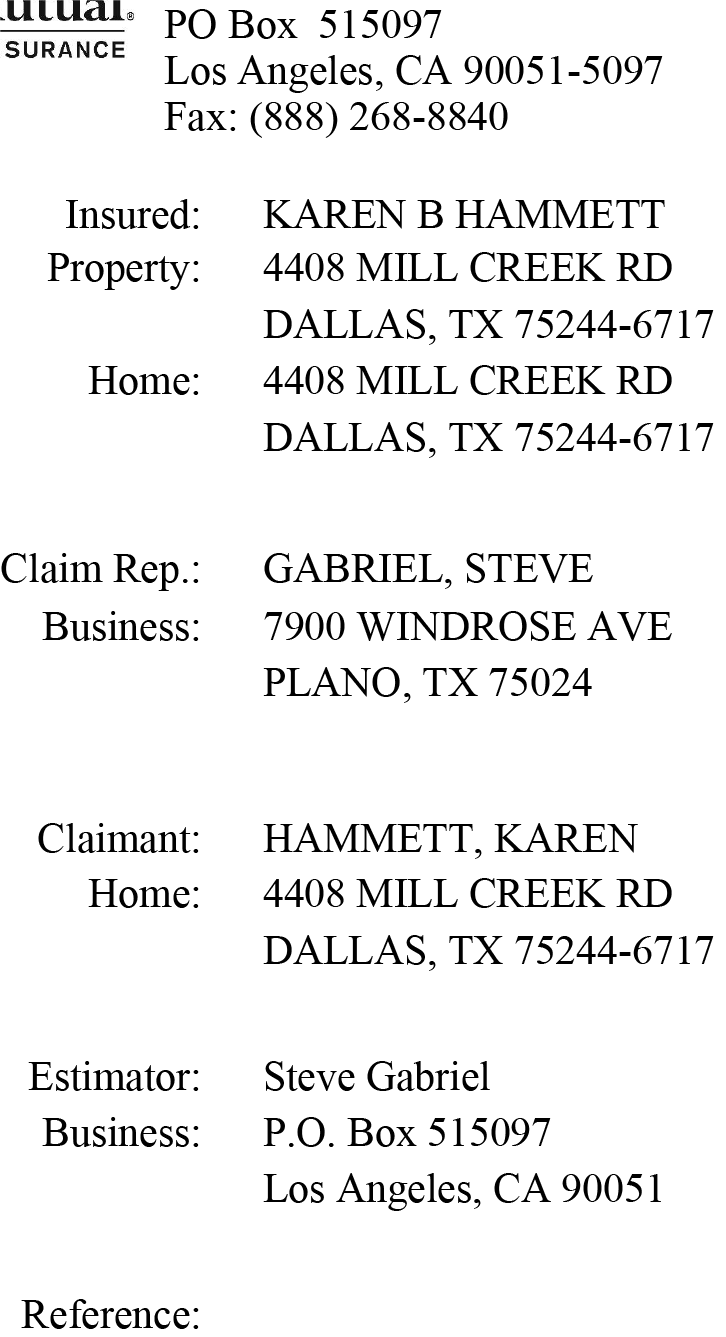 PO Box 515097
SURANCE
Los Angeles, CA 90051-5097
Fax: (888) 268-8840
Insured: KAREN B HAMMETT
Property: 4408 MILL CREEK RD
DALLAS, TX 75244-6717
Home: 4408 MILL CREEK RD
DALLAS, TX 75244-6717
Claim Rep.: GABRIEL, STEVE
Business: 7900 WINDROSE AVE
PLANO, TX 75024
Claimant: HAMMETT, KAREN
Home: 4408 MILL CREEK RD
DALLAS, TX 75244-6717
Estimator: Steve Gabriel
Business: P.O. Box 515097
Los Angeles, CA 90051
Reference: